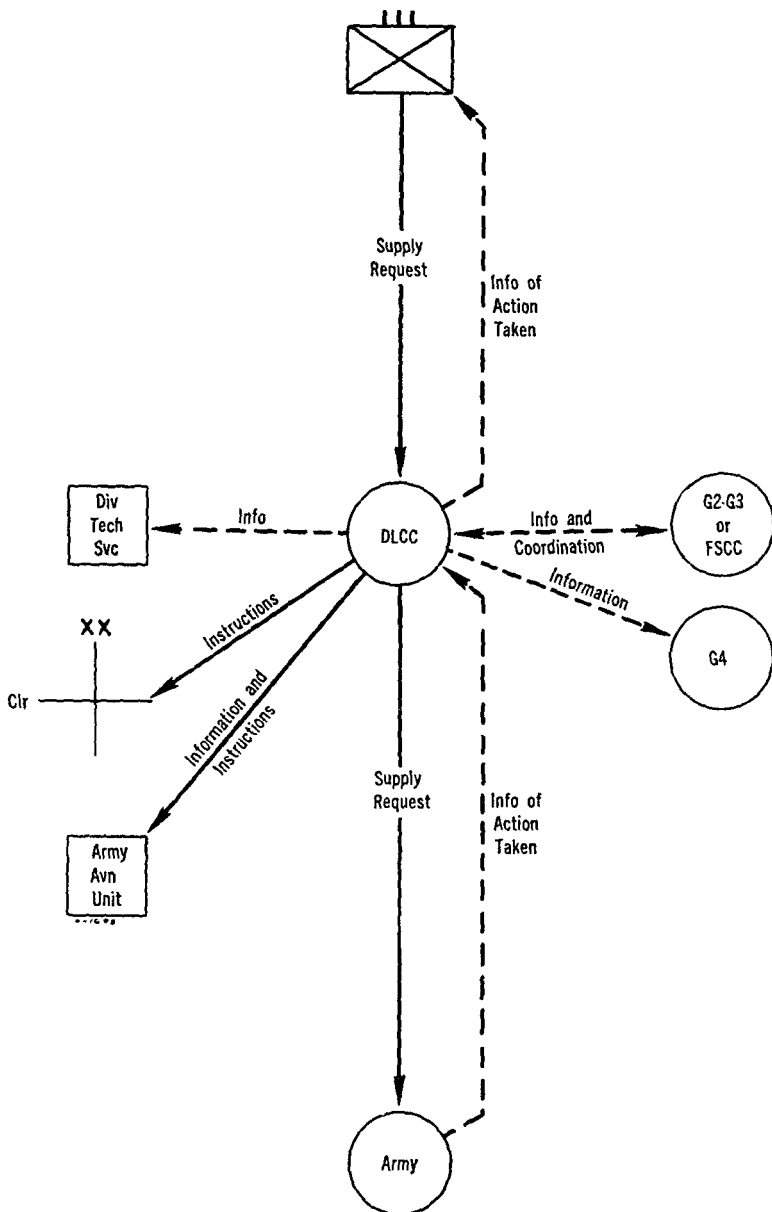 Supply
Request
Info of
Action
Taken
Div
Tech
Svc
Info
DLCC
Info and
Coordination
G2-G3
or
FSCC
Instructions
Information
G4
XX
Clr
Information and
Instructions
Supply
Request
Info of
Action
Taken
Army
Avn
Unit
Army